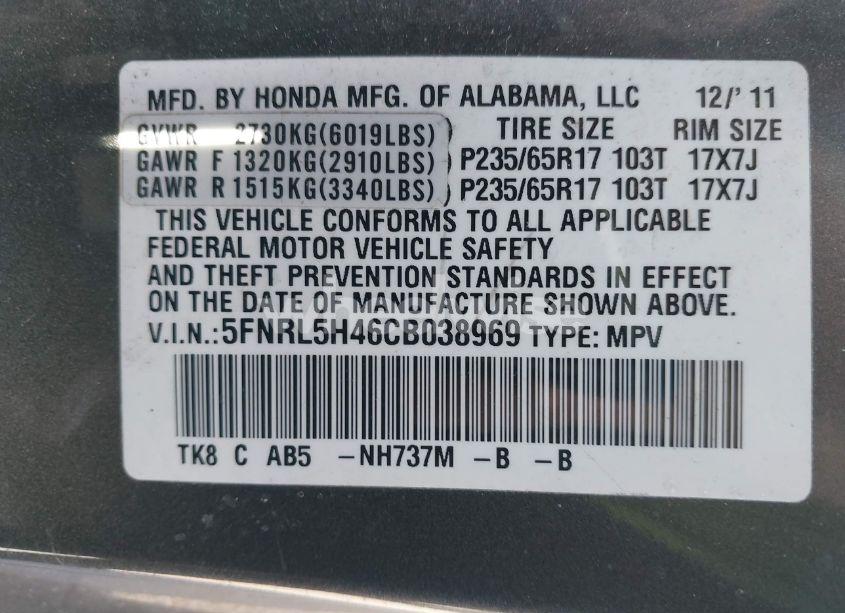 MFD. BY HONDA MFG. OF ALABAMA, LLC 12/'11
GVWR 2730KG(6019LBS) TIRE SIZE RIM SIZE
GAWR F 1320KG(2910LBS) P235/65R17 103T 17X7J
GAWR R 1515KG(3340LBS) P235/65R17 103T 17X7J
THIS VEHICLE CONFORMS TO ALL APPLICABLE
FEDERAL MOTOR VEHICLE SAFETY
AND THEFT PREVENTION STANDARDS IN EFFECT
ON THE DATE OF MANUFACTURE SHOWN ABOVE.
V.I.N.:5FNRL5H46CB038969 TYPE: MPV
TK8 C AB5 -NH737M -B -B